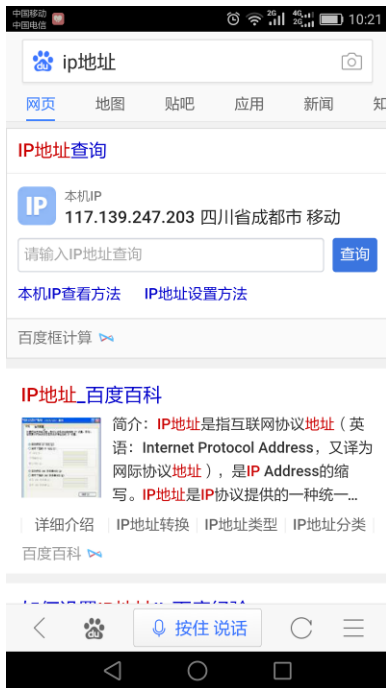 中国移动
中国电信
2G 4G 2G 10:21
ip地址
网页 地图 贴吧 应用 新闻 知
IP地址查询
IP
本机IP
117.139.247.203 四川省成都市 移动
请输入IP地址查询 查询
本机IP查看方法 IP地址设置方法
百度框计算
IP地址_百度百科
简介：IP地址是指互联网协议地址（英
语：Internet Protocol Address，又译为
网际协议地址），是IP Address的缩
写。IP地址是IP协议提供的一种统一...
详细介绍 IP地址转换 IP地址类型 IP地址分类
百度百科
按住 说话